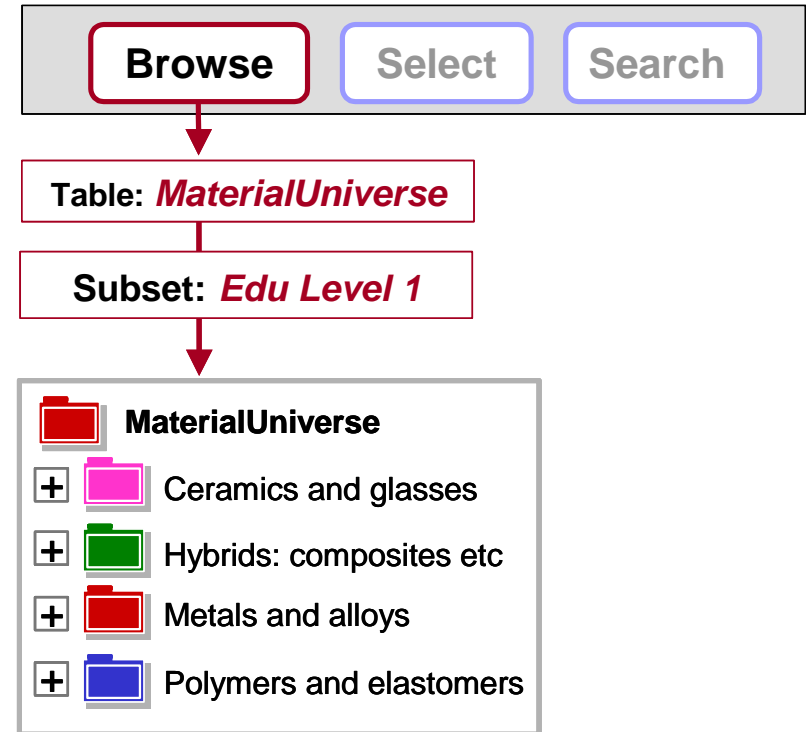 Browse Select Search
Table: MaterialUniverse
Subset: Edu Level 1
MaterialUniverse
+ Ceramics and glasses
+ Hybrids: composites etc
+ Metals and alloys
+ Polymers and elastomers